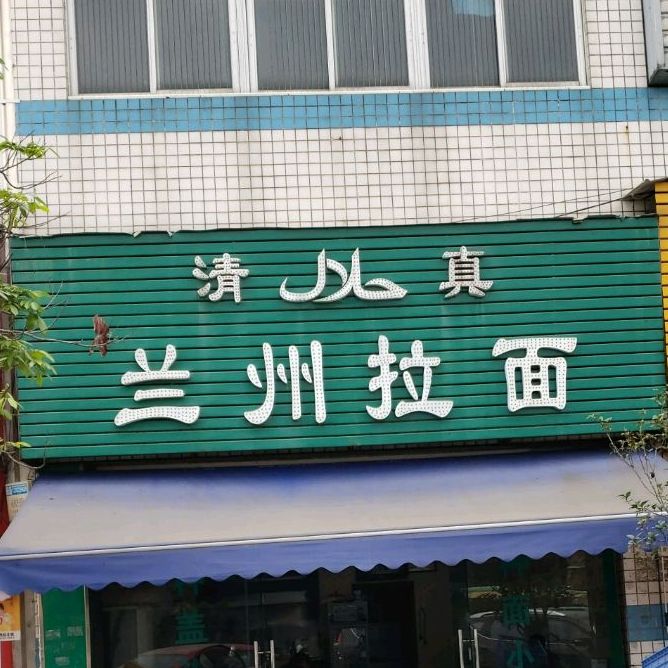 清 حلال 真
兰州拉面